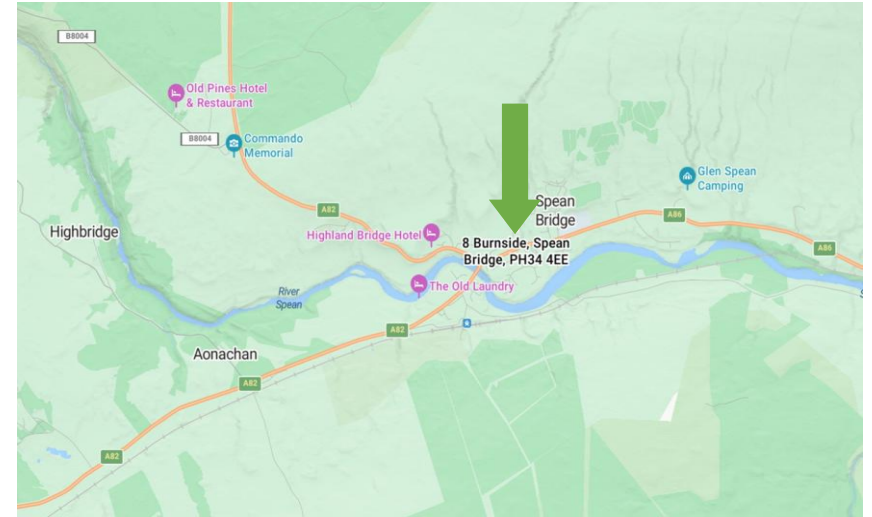 B8004
Old Pines Hotel
& Restaurant
B8004
Commando
Memorial
Glen Spean
Camping
A82
Spean
Bridge
A86
Highbridge
Highland Bridge Hotel
8 Burnside, Spean
Bridge, PH34 4EE
A86
River
Spean
The Old Laundry
A82
Aonachan
A82
A82